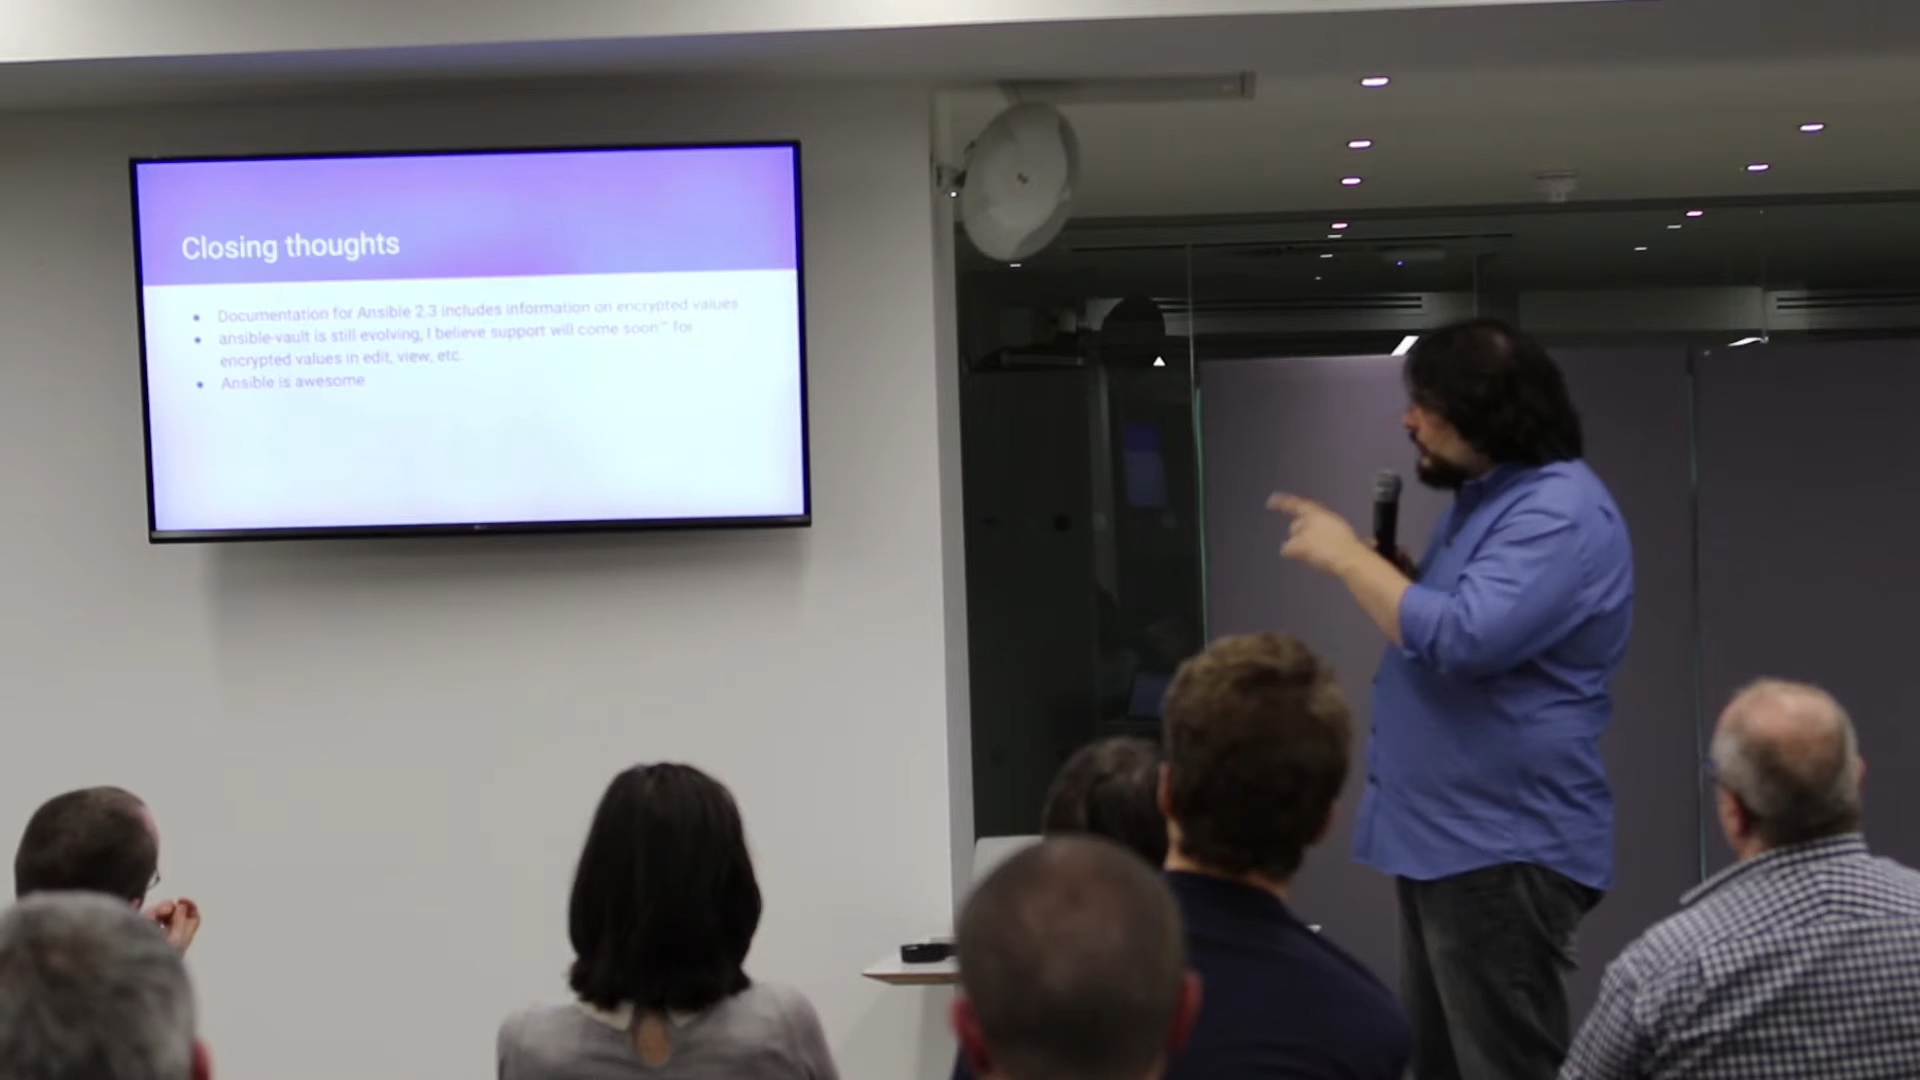 Closing thoughts
Documentation for Ansible 2.3 includes information on encrypted values
ansible-vault is still evolving, I believe support will come soon™ for
encrypted values in edit, view, etc.
Ansible is awesome